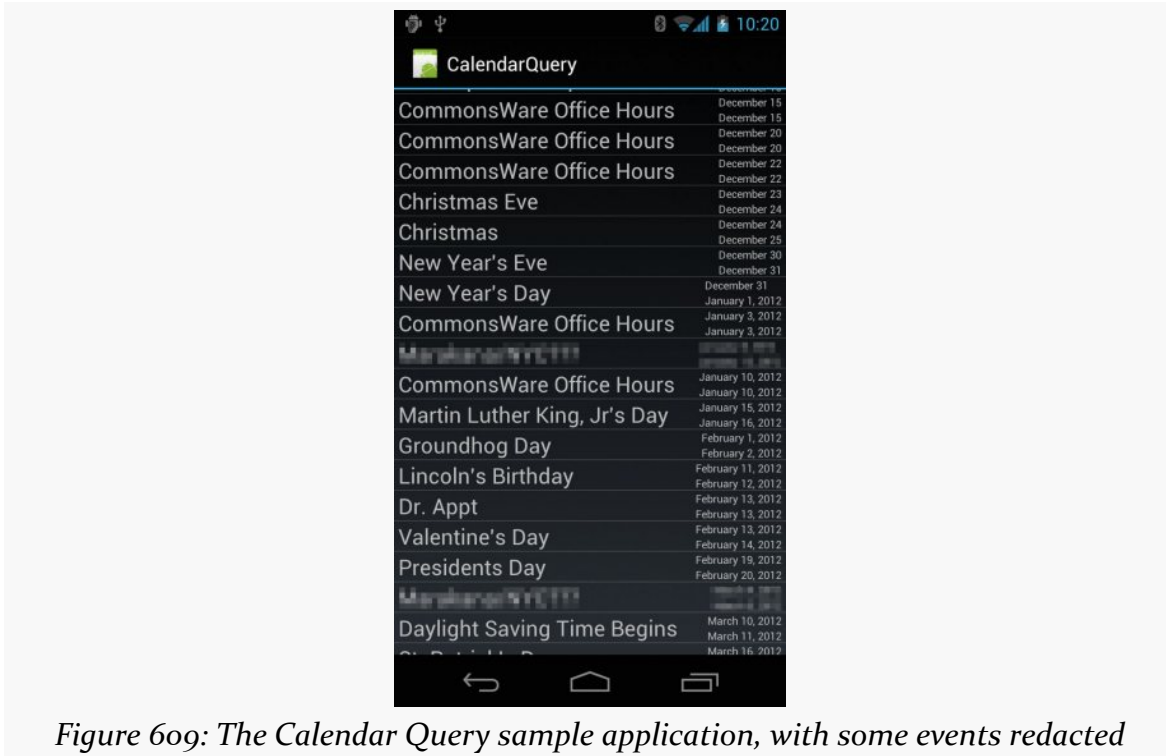 10:20
CalendarQuery
CommonsWare Office Hours December 15
December 15
CommonsWare Office Hours December 20
December 20
CommonsWare Office Hours December 22
December 22
Christmas Eve December 23
December 24
Christmas December 24
December 25
New Year's Eve December 30
December 31
New Year's Day December 31
January 1, 2012
CommonsWare Office Hours January 3, 2012
January 3, 2012
CommonsWare Office Hours January 10, 2012
January 10, 2012
Martin Luther King, Jr's Day January 15, 2012
January 16, 2012
Groundhog Day February 1, 2012
February 2, 2012
Lincoln's Birthday February 11, 2012
February 12, 2012
Dr. Appt February 13, 2012
February 13, 2012
Valentine's Day February 13, 2012
February 14, 2012
Presidents Day February 19, 2012
February 20, 2012
Daylight Saving Time Begins March 10, 2012
March 11, 2012
March 16, 2012
Figure 609: The Calendar Query sample application, with some events redacted